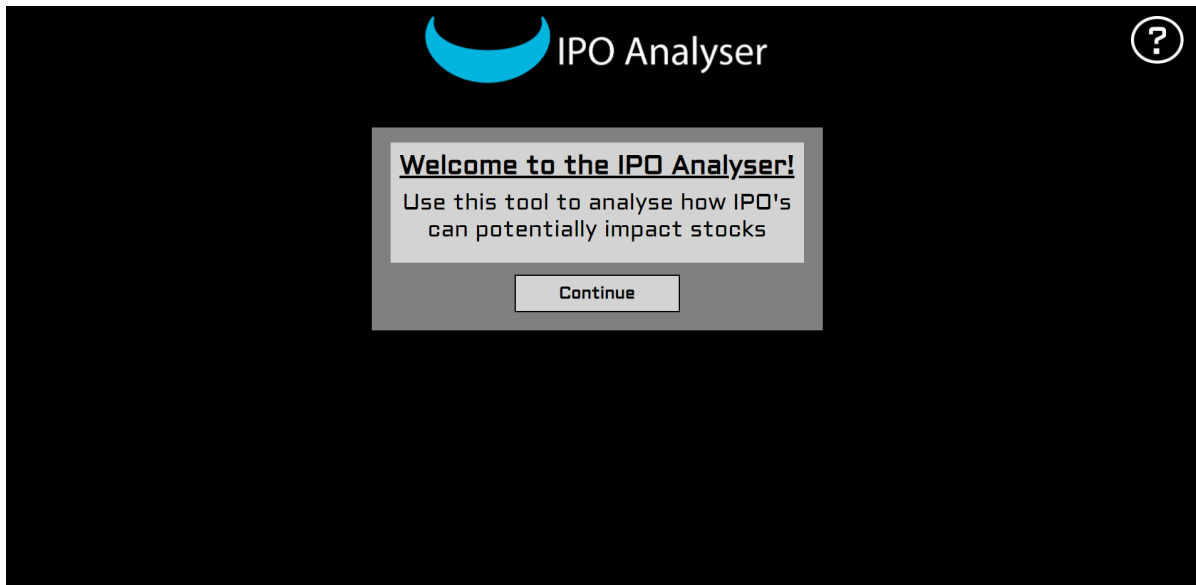 IPO Analyser
?
Welcome to the IPO Analyser!
Use this tool to analyse how IPO's
can potentially impact stocks
Continue